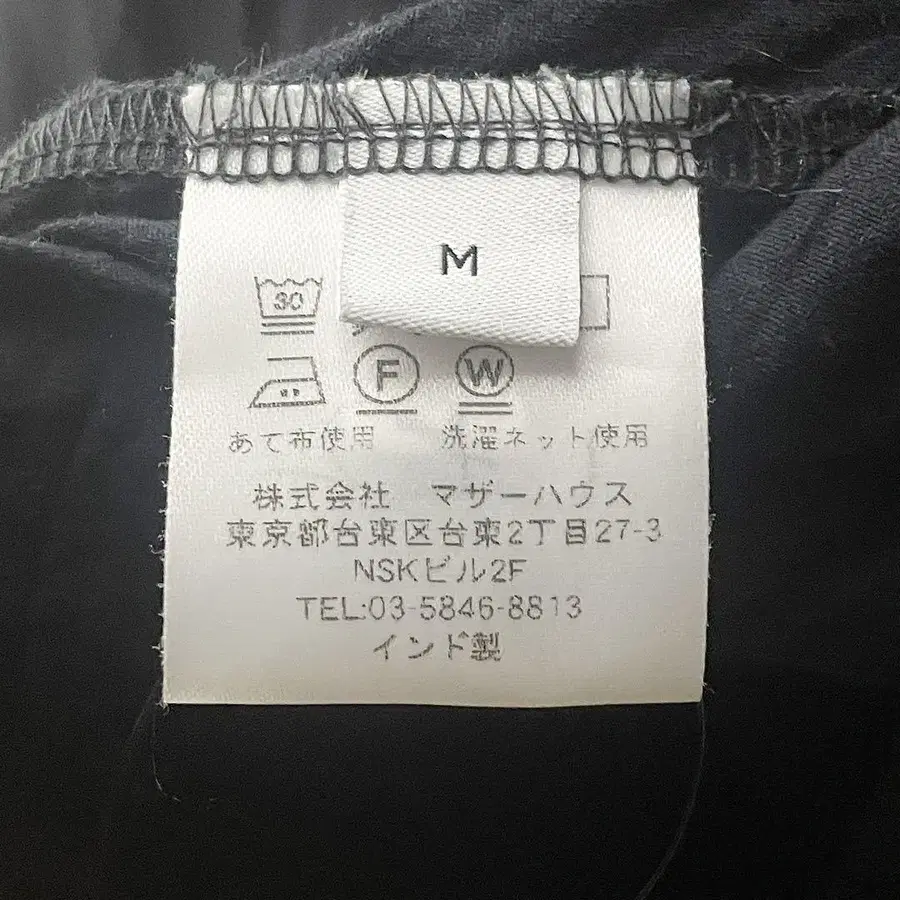 M
30
F W
あて布使用 洗濯ネット使用
株式会社 マザーハウス
東京都台東区台東2丁目27-3
NSKビル2F
TEL:03-5846-8813
インド製